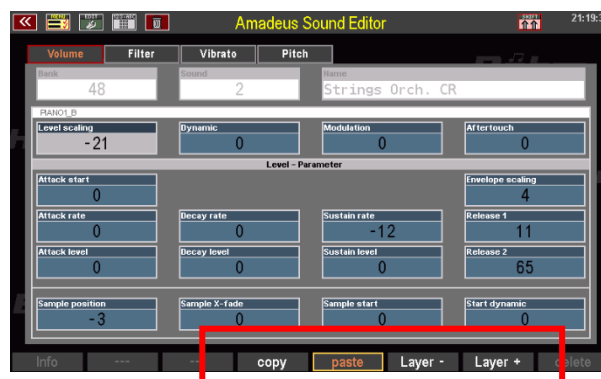 MENU EDIT SHIFT
Amadeus Sound Editor 21:19:3
Volume Filter Vibrato Pitch
Bank Sound Name
48 2 Strings Orch. CR
PIANO1_B
Level scaling Dynamic Modulation Aftertouch
-21 0 0 0
Level - Parameter
Attack start Envelope scaling
0 4
Attack rate Decay rate Sustain rate Release 1
0 0 -12 11
Attack level Decay level Sustain level Release 2
0 0 0 65
Sample position Sample X-fade Sample start Start dynamic
-3 0 0 0
Info --- --- copy paste Layer - Layer + delete